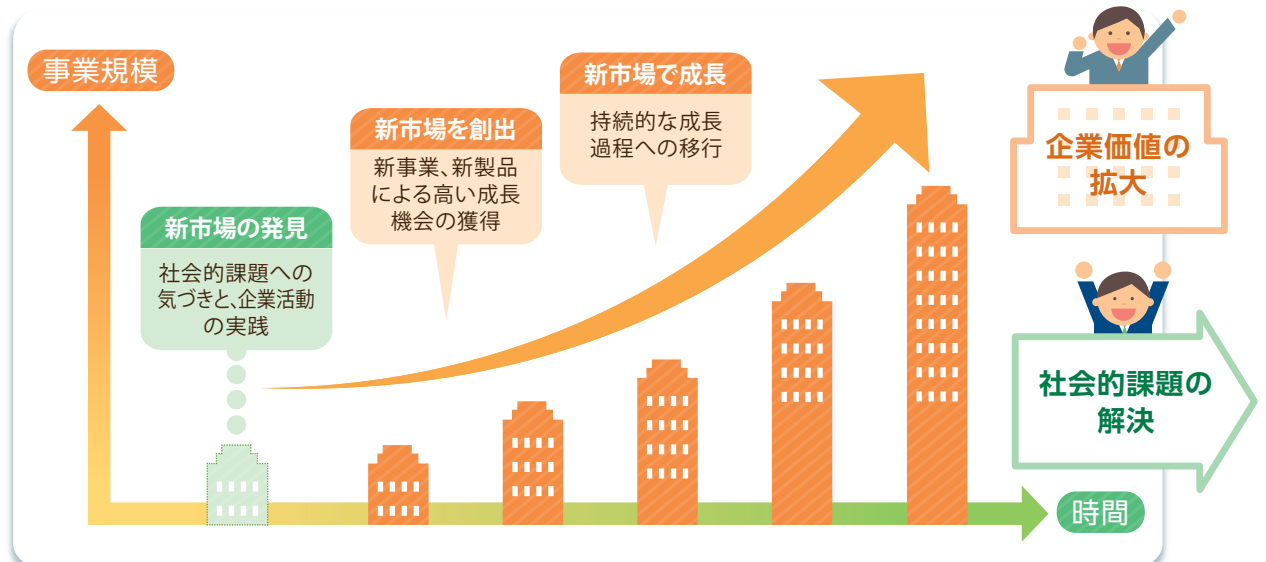 事業規模
新市場の発見
社会的課題への
気づきと、企業活動
の実践
新市場を創出
新事業、新製品
による高い成長
機会の獲得
新市場で成長
持続的な成長
過程への移行
企業価値の
拡大
社会的課題の
解決
時間